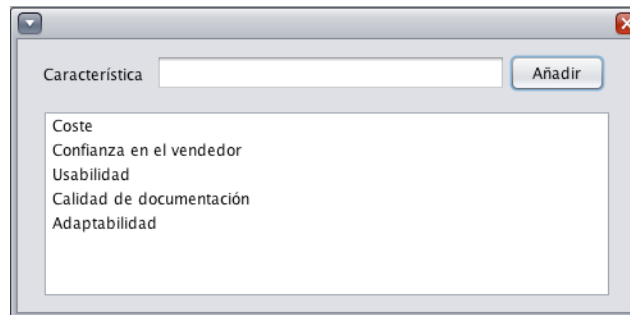 Característica
Añadir
Coste
Confianza en el vendedor
Usabilidad
Calidad de documentación
Adaptabilidad